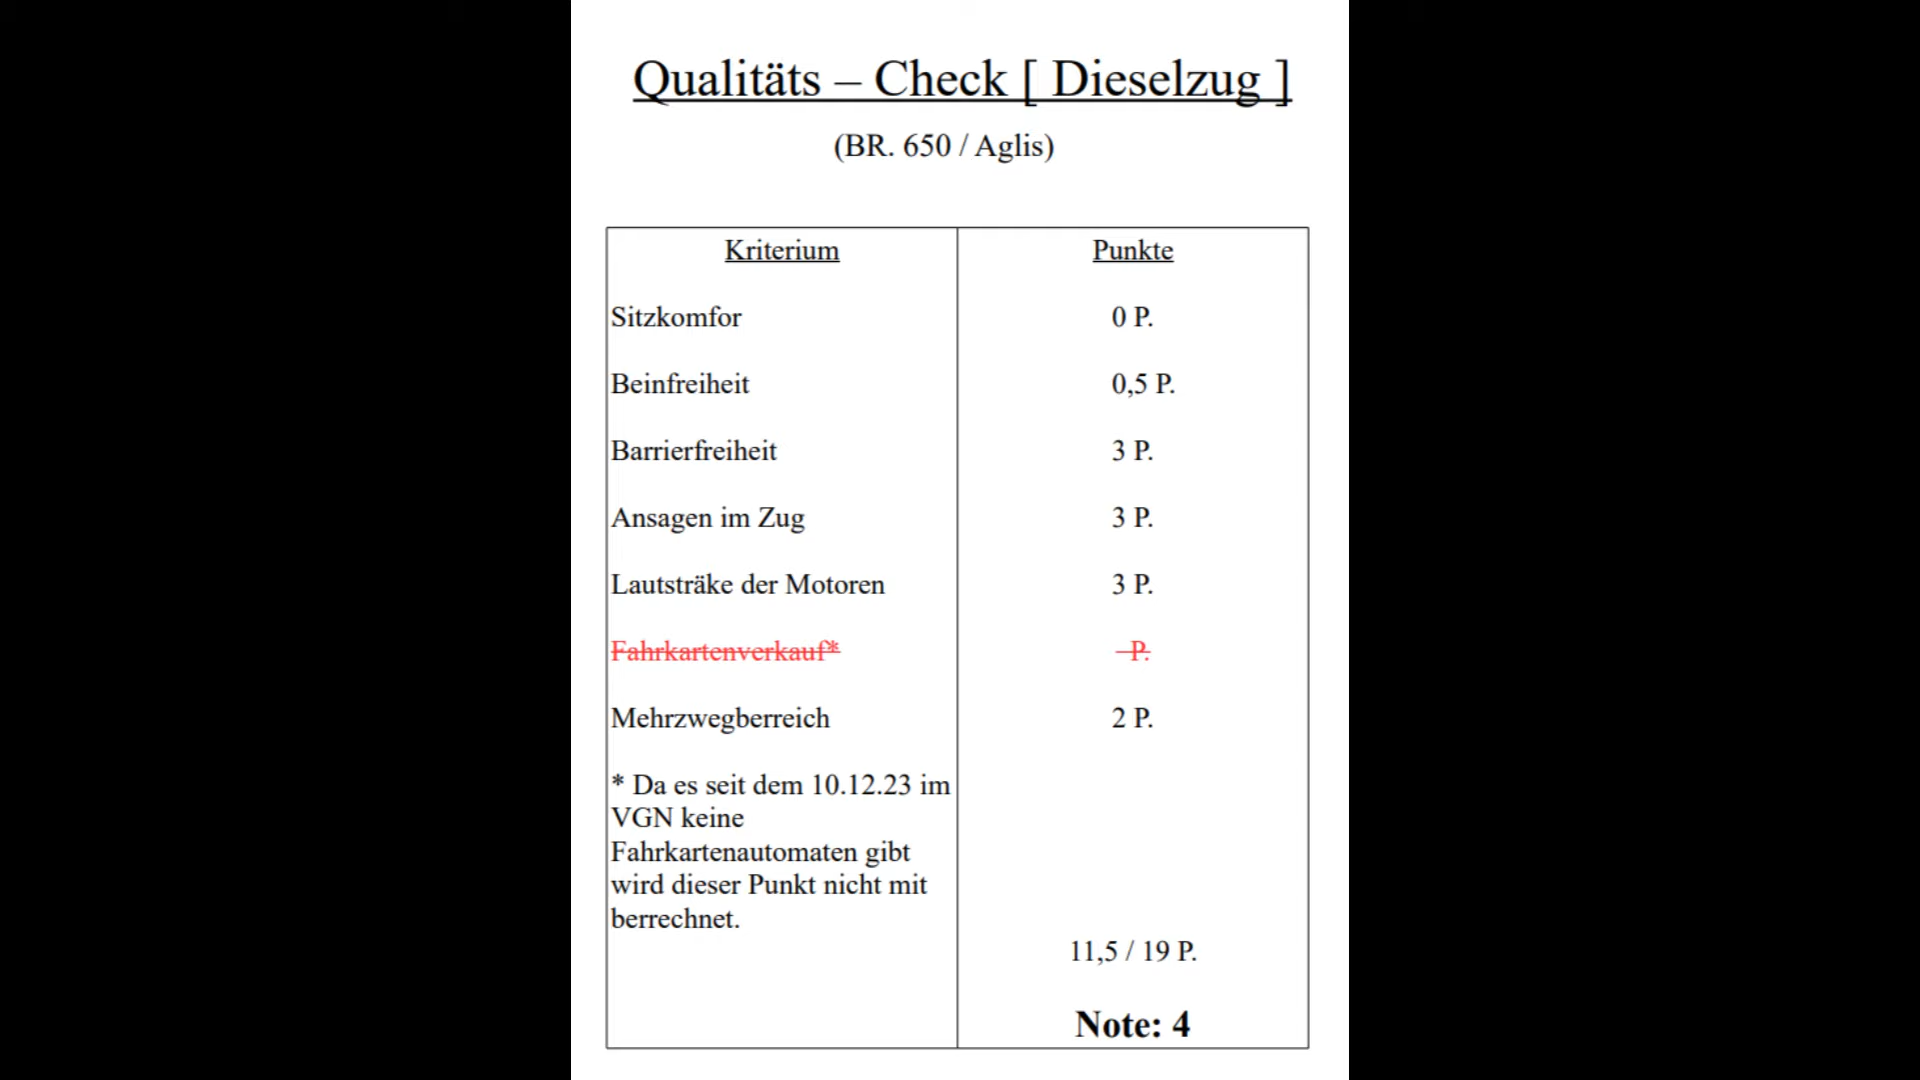 Qualitäts – Check [ Dieselzug ]
(BR. 650 / Aglis)
Kriterium Punkte
Sitzkomfor 0 P.
Beinfreiheit 0,5 P.
Barrierfreiheit 3 P.
Ansagen im Zug 3 P.
Lautsträke der Motoren 3 P.
Fahrkartenverkauf* P.
Mehrzwegberreich 2 P.
* Da es seit dem 10.12.23 im
VGN keine
Fahrkartenautomaten gibt
wird dieser Punkt nicht mit
berrechnet.
11,5 / 19 P.
Note: 4